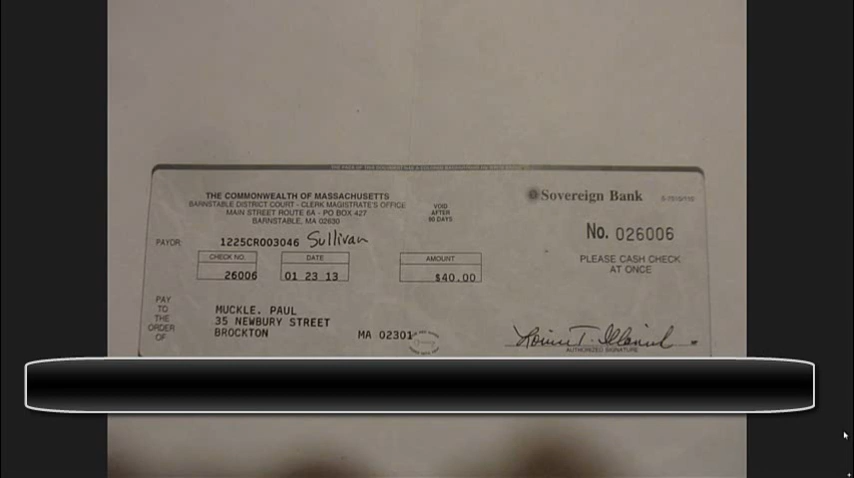 THE COMMONWEALTH OF MASSACHUSETTS
BARNSTABLE DISTRICT COURT - CLERK MAGISTRATE'S OFFICE
MAIN STREET ROUTE 6A - PO BOX 427
BARNSTABLE, MA 02630
VOID
AFTER
90 DAYS
Sovereign Bank
No. 026006
PAYOR 1225CR003046 Sullivan
PLEASE CASH CHECK
AT ONCE
CHECK NO. DATE AMOUNT
26006 01 23 13 $40.00
PAY
TO
THE
ORDER
OF
MUCKLE. PAUL
35 NEWBURY STREET
BROCKTON MA 02301
AUTHORIZED SIGNATURE